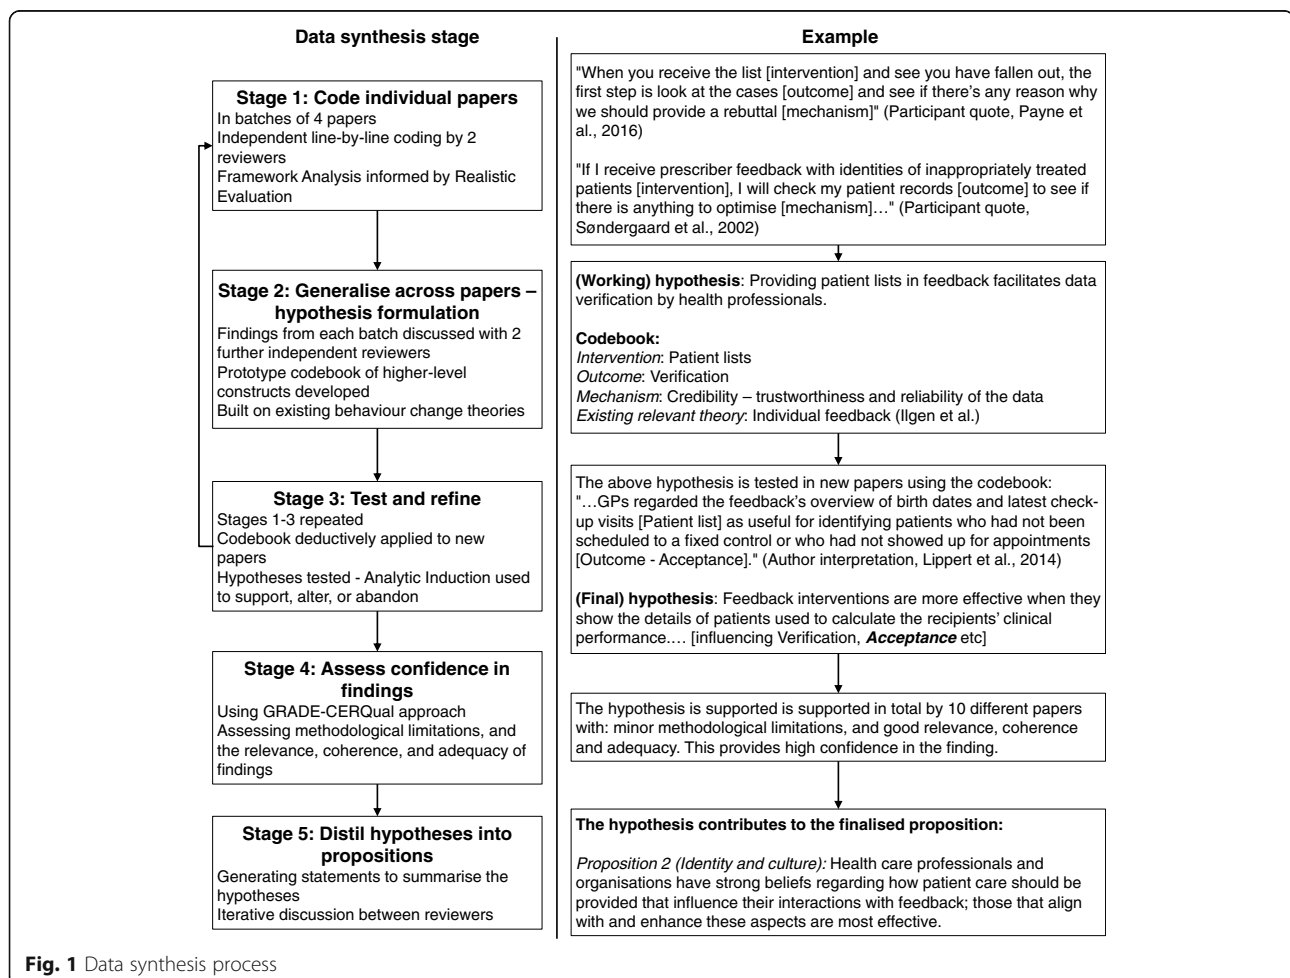 Data synthesis stage
Stage 1: Code individual papers
In batches of 4 papers
Independent line-by-line coding by 2
reviewers
Framework Analysis informed by Realistic
Evaluation
Stage 2: Generalise across papers –
hypothesis formulation
Findings from each batch discussed with 2
further independent reviewers
Prototype codebook of higher-level
constructs developed
Built on existing behaviour change theories
Stage 3: Test and refine
Stages 1-3 repeated
Codebook deductively applied to new
papers
Hypotheses tested - Analytic Induction used
to support, alter, or abandon
Stage 4: Assess confidence in
findings
Using GRADE-CERQual approach
Assessing methodological limitations, and
the relevance, coherence, and adequacy of
findings
Stage 5: Distil hypotheses into
propositions
Generating statements to summarise the
hypotheses
Iterative discussion between reviewers
Example
"When you receive the list [intervention] and see you have fallen out, the
first step is look at the cases [outcome] and see if there's any reason why
we should provide a rebuttal [mechanism]" (Participant quote, Payne et
al., 2016)
"If I receive prescriber feedback with identities of inappropriately treated
patients [intervention], I will check my patient records [outcome] to see if
there is anything to optimise [mechanism]…" (Participant quote,
Søndergaard et al., 2002)
(Working) hypothesis: Providing patient lists in feedback facilitates data
verification by health professionals.
Codebook:
Intervention: Patient lists
Outcome: Verification
Mechanism: Credibility – trustworthiness and reliability of the data
Existing relevant theory: Individual feedback (Ilgen et al.)
The above hypothesis is tested in new papers using the codebook:
"…GPs regarded the feedback's overview of birth dates and latest check-
up visits [Patient list] as useful for identifying patients who had not been
scheduled to a fixed control or who had not showed up for appointments
[Outcome - Acceptance]." (Author interpretation, Lippert et al., 2014)
(Final) hypothesis: Feedback interventions are more effective when they
show the details of patients used to calculate the recipients' clinical
performance.… [influencing Verification, Acceptance etc]
The hypothesis is supported is supported in total by 10 different papers
with: minor methodological limitations, and good relevance, coherence
and adequacy. This provides high confidence in the finding.
The hypothesis contributes to the finalised proposition:
Proposition 2 (Identity and culture): Health care professionals and
organisations have strong beliefs regarding how patient care should be
provided that influence their interactions with feedback; those that align
with and enhance these aspects are most effective.
Fig. 1 Data synthesis process